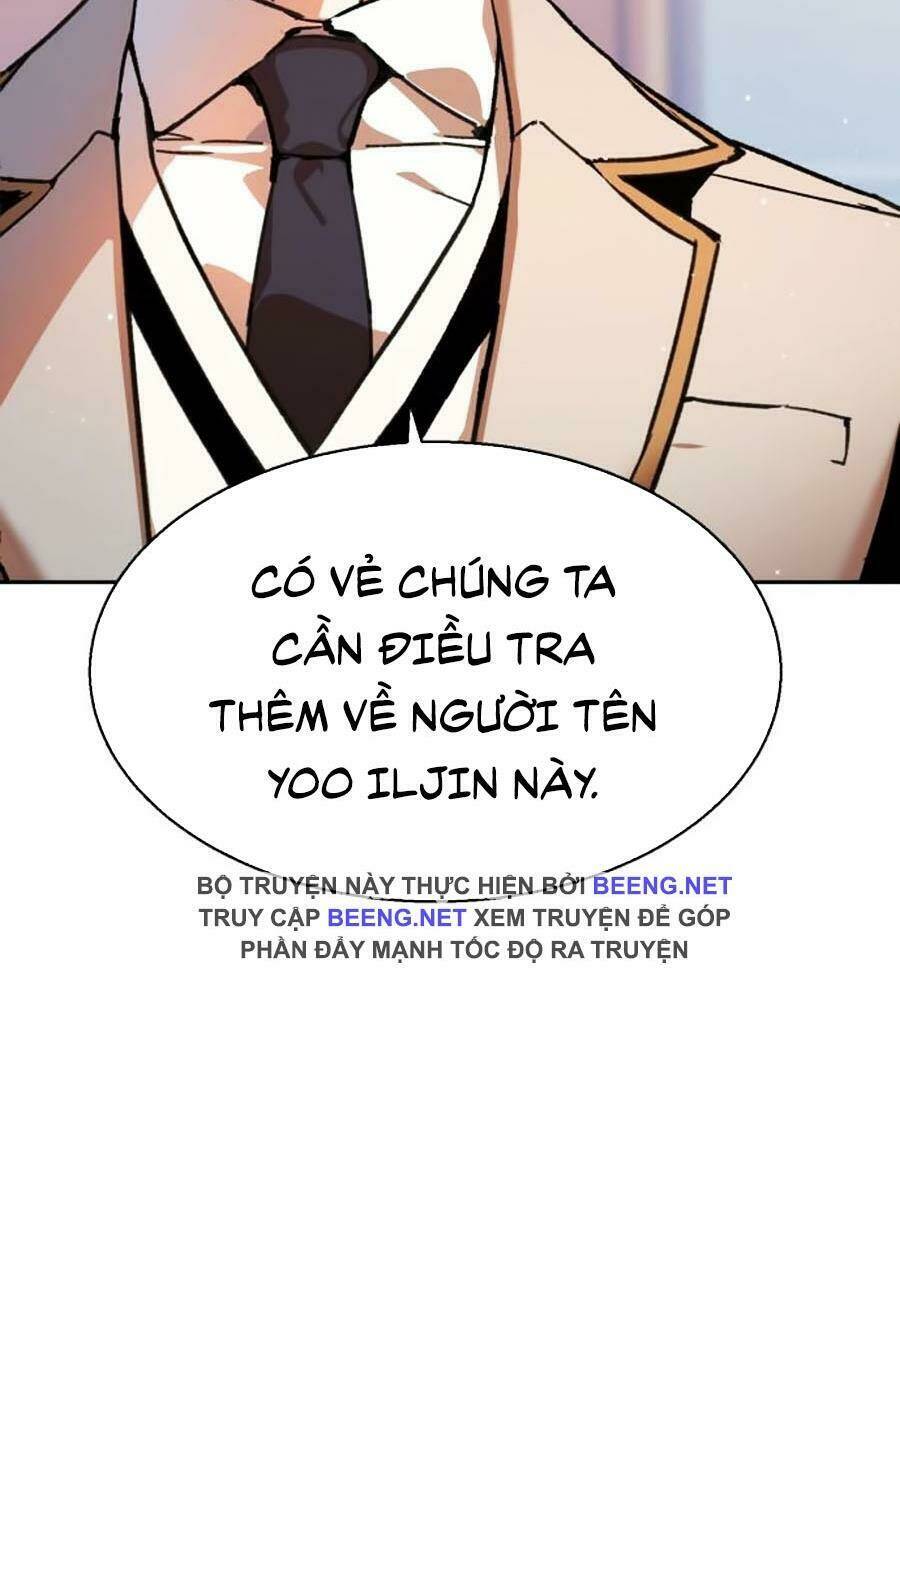 CÓ VẺ CHÚNG TA
CẦN ĐIỀU TRA
THÊM VỀ NGƯỜI TÊN
YOO ILJIN NÀY.
BỘ TRUYỆN NÀY THỰC HIỆN BỞI BEENG.NET
TRUY CẬP BEENG.NET XEM TRUYỆN ĐỂ GÓP
PHẦN ĐẨY MẠNH TỐC ĐỘ RA TRUYỆN